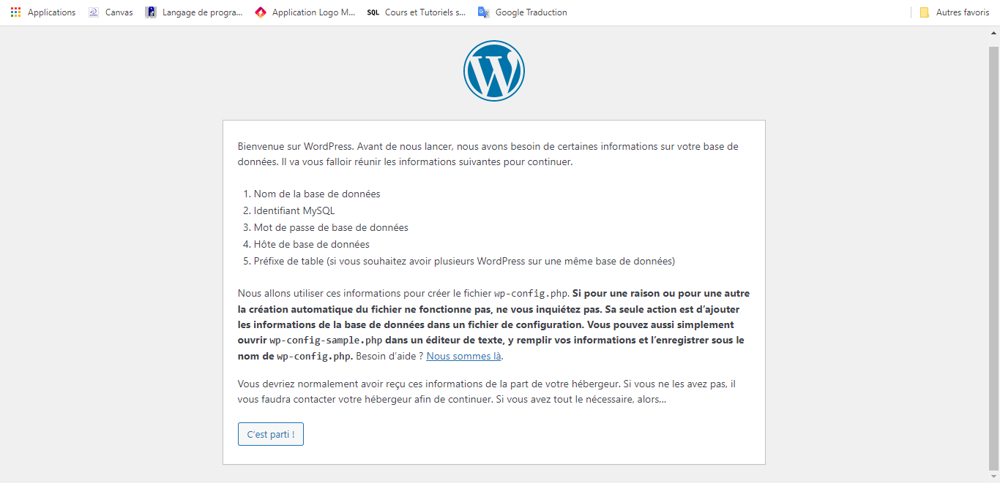 Applications Canvas Langage de progra... Application Logo M... SQL Cours et Tutoriels s... Google Traduction Autres favoris
W
Bienvenue sur WordPress. Avant de nous lancer, nous avons besoin de certaines informations sur votre base de
données. Il va vous falloir réunir les informations suivantes pour continuer.
1. Nom de la base de données
2. Identifiant MySQL
3. Mot de passe de base de données
4. Hôte de base de données
5. Préfixe de table (si vous souhaitez avoir plusieurs WordPress sur une même base de données)
Nous allons utiliser ces informations pour créer le fichier wp-config.php. Si pour une raison ou pour une autre
la création automatique du fichier ne fonctionne pas, ne vous inquiétez pas. Sa seule action est d’ajouter
les informations de la base de données dans un fichier de configuration. Vous pouvez aussi simplement
ouvrir wp-config-sample.php dans un éditeur de texte, y remplir vos informations et l’enregistrer sous le
nom de wp-config.php. Besoin d’aide ? Nous sommes là.
Vous devriez normalement avoir reçu ces informations de la part de votre hébergeur. Si vous ne les avez pas, il
vous faudra contacter votre hébergeur afin de continuer. Si vous avez tout le nécessaire, alors…
C’est parti !